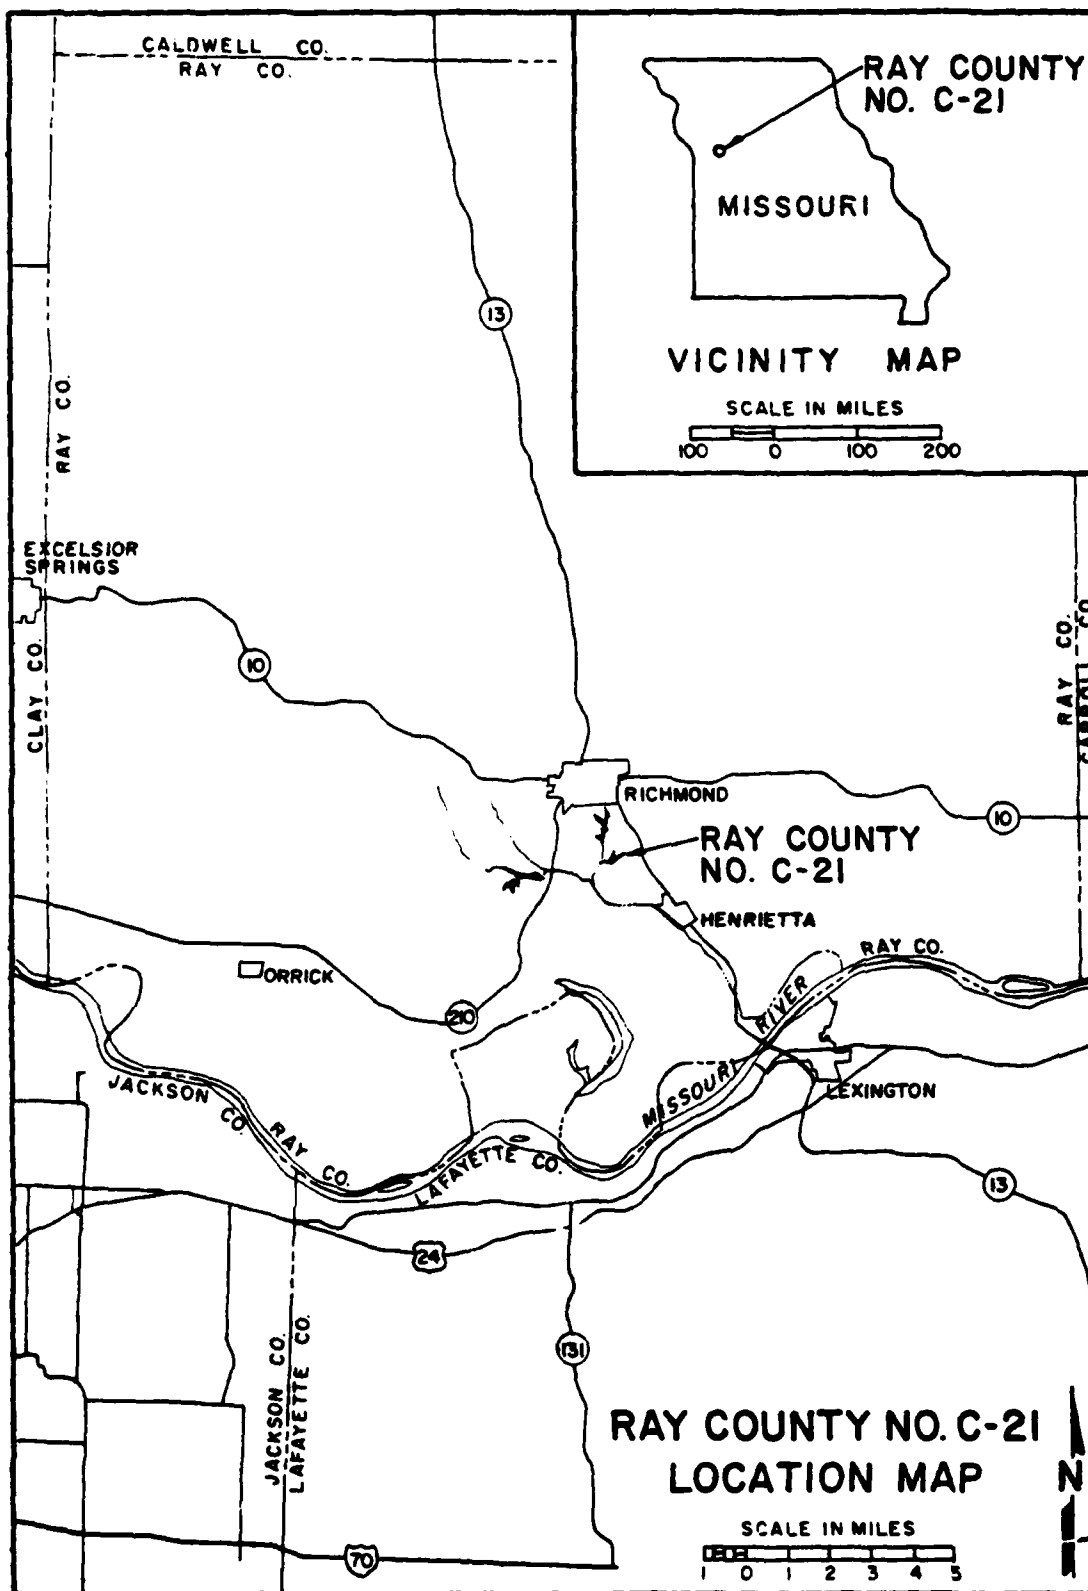 CALDWELL CO.
RAY CO.
RAY COUNTY
NO. C-21
MISSOURI
VICINITY MAP
SCALE IN MILES
100 0 100 200
13
RAY CO.
CLAY CO.
EXCELSIOR
SPRINGS
10
RAY CO.
CARROLL CO.
RICHMOND
10
RAY COUNTY
NO. C-21
HENRIETTA
RAY CO.
ORRICK
210
MISSOURI RIVER
JACKSON CO.
RAY CO.
LAFAYETTE CO.
LEXINGTON
13
24
131
JACKSON CO.
LAFAYETTE CO.
70
RAY COUNTY NO. C-21
LOCATION MAP
N
SCALE IN MILES
1 0 1 2 3 4 5